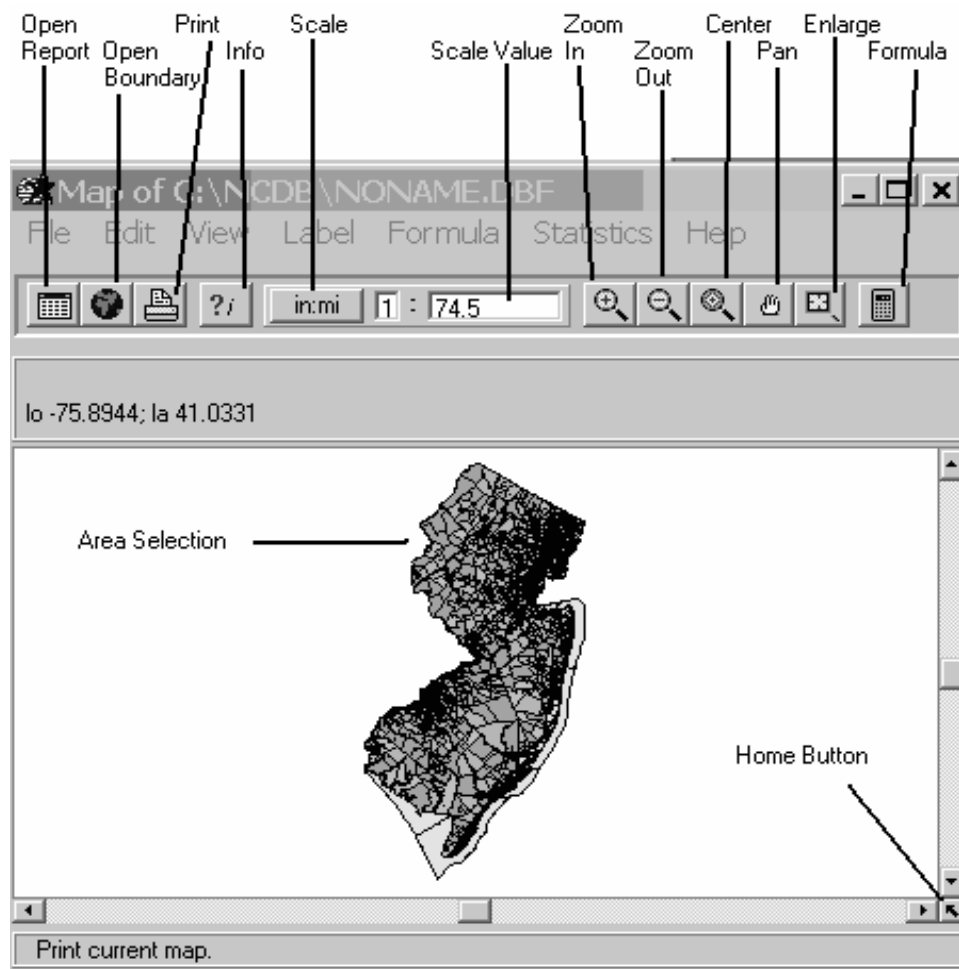 Open Report
Open Boundary
Print
Info
Scale
Scale Value
Zoom In
Zoom Out
Center
Pan
Enlarge
Formula
Map of C:\NCDB\NONAME.DBF
File Edit View Label Formula Statistics Help
?i in:mi 1 : 74.5
lo -75.8944; la 41.0331
Area Selection
Home Button
Print current map.